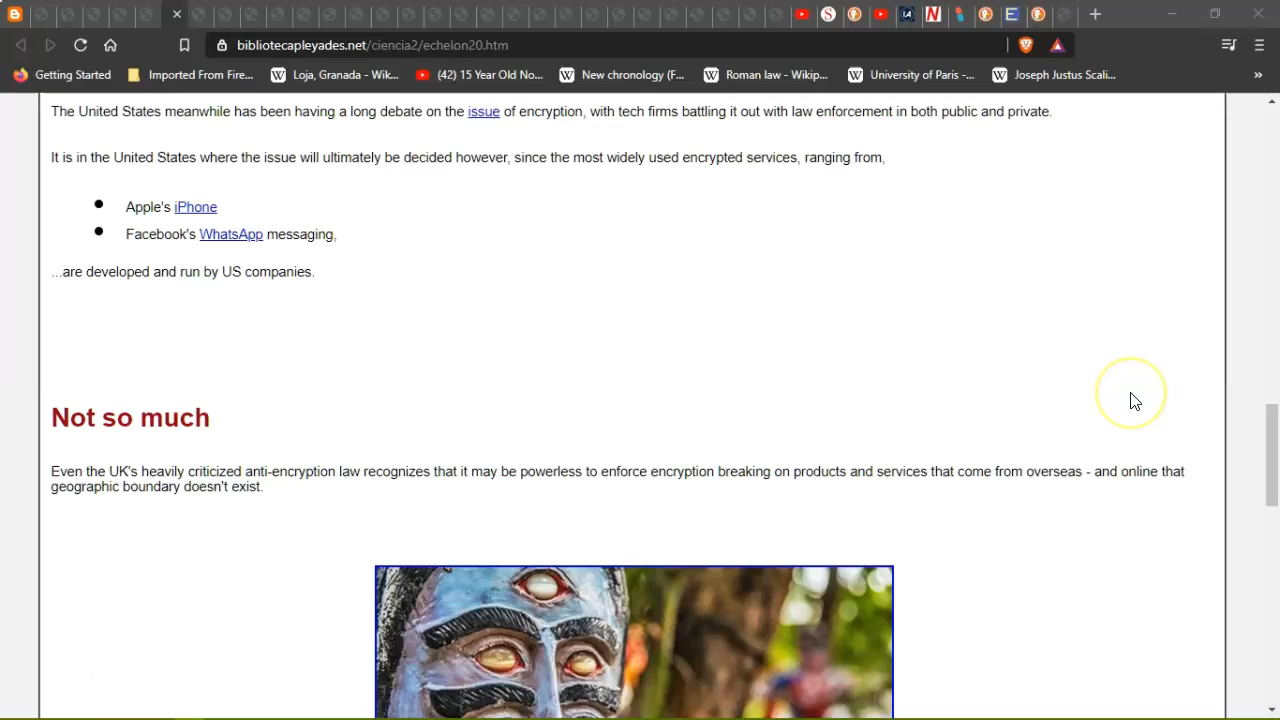 bibliotecapleyades.net/ciencia2/echelon20.htm
Getting Started Imported From Fire... Loja, Granada - Wik... (42) 15 Year Old No... New chronology (F... Roman law - Wikip... University of Paris -... Joseph Justus Scali... »
The United States meanwhile has been having a long debate on the issue of encryption, with tech firms battling it out with law enforcement in both public and private.
It is in the United States where the issue will ultimately be decided however, since the most widely used encrypted services, ranging from,
• Apple's iPhone
• Facebook's WhatsApp messaging,
...are developed and run by US companies.
Not so much
Even the UK's heavily criticized anti-encryption law recognizes that it may be powerless to enforce encryption breaking on products and services that come from overseas - and online that
geographic boundary doesn't exist.